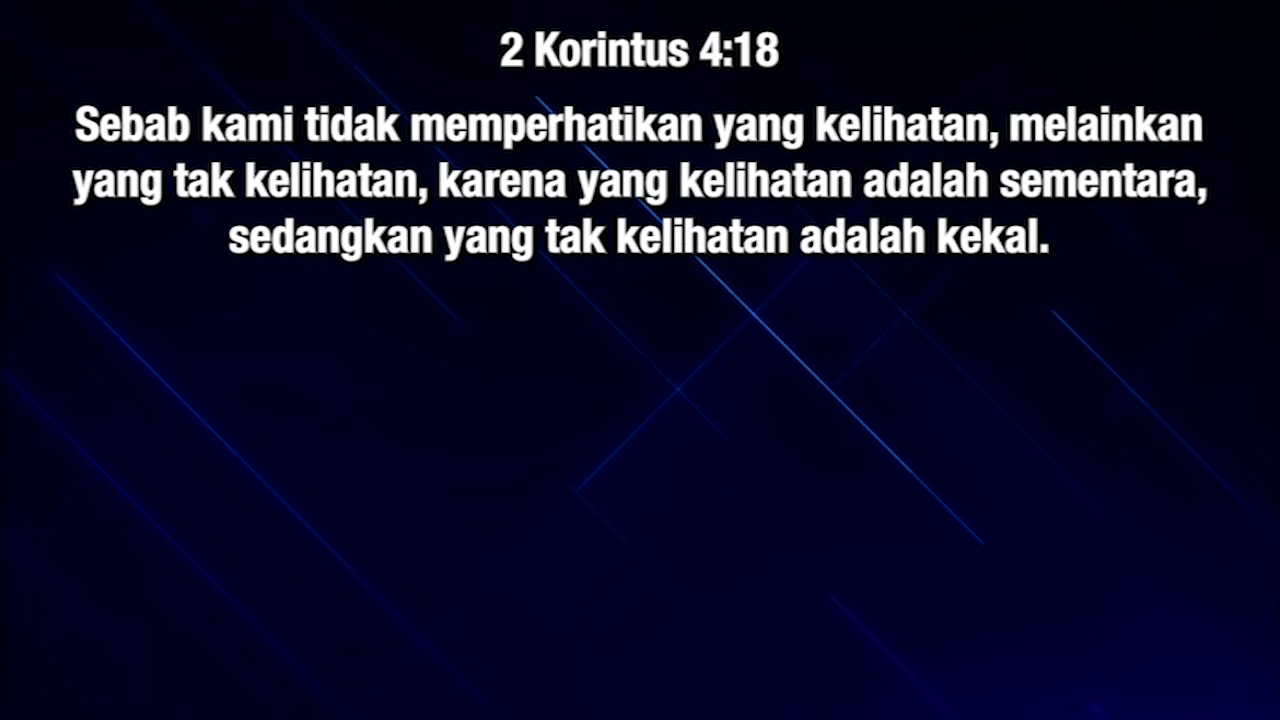 2 Korintus 4:18
Sebab kami tidak memperhatikan yang kelihatan, melainkan
yang tak kelihatan, karena yang kelihatan adalah sementara,
sedangkan yang tak kelihatan adalah kekal.